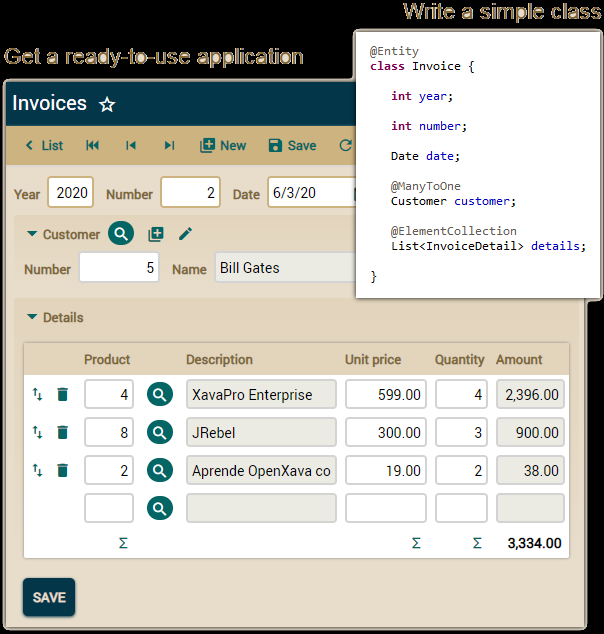 Write a simple class
Get a ready-to-use application
@Entity
class Invoice {
int year;
int number;
Date date;
@ManyToOne
Customer customer;
@ElementCollection
List<InvoiceDetail> details;
}
Invoices
List New Save
Year 2020 Number 2 Date 6/3/20
Customer
Number 5 Name Bill Gates
Details
Product Description Unit price Quantity Amount
4 XavaPro Enterprise 599.00 4 2,396.00
8 JRebel 300.00 3 900.00
2 Aprende OpenXava co 19.00 2 38.00
Σ Σ Σ 3,334.00
SAVE